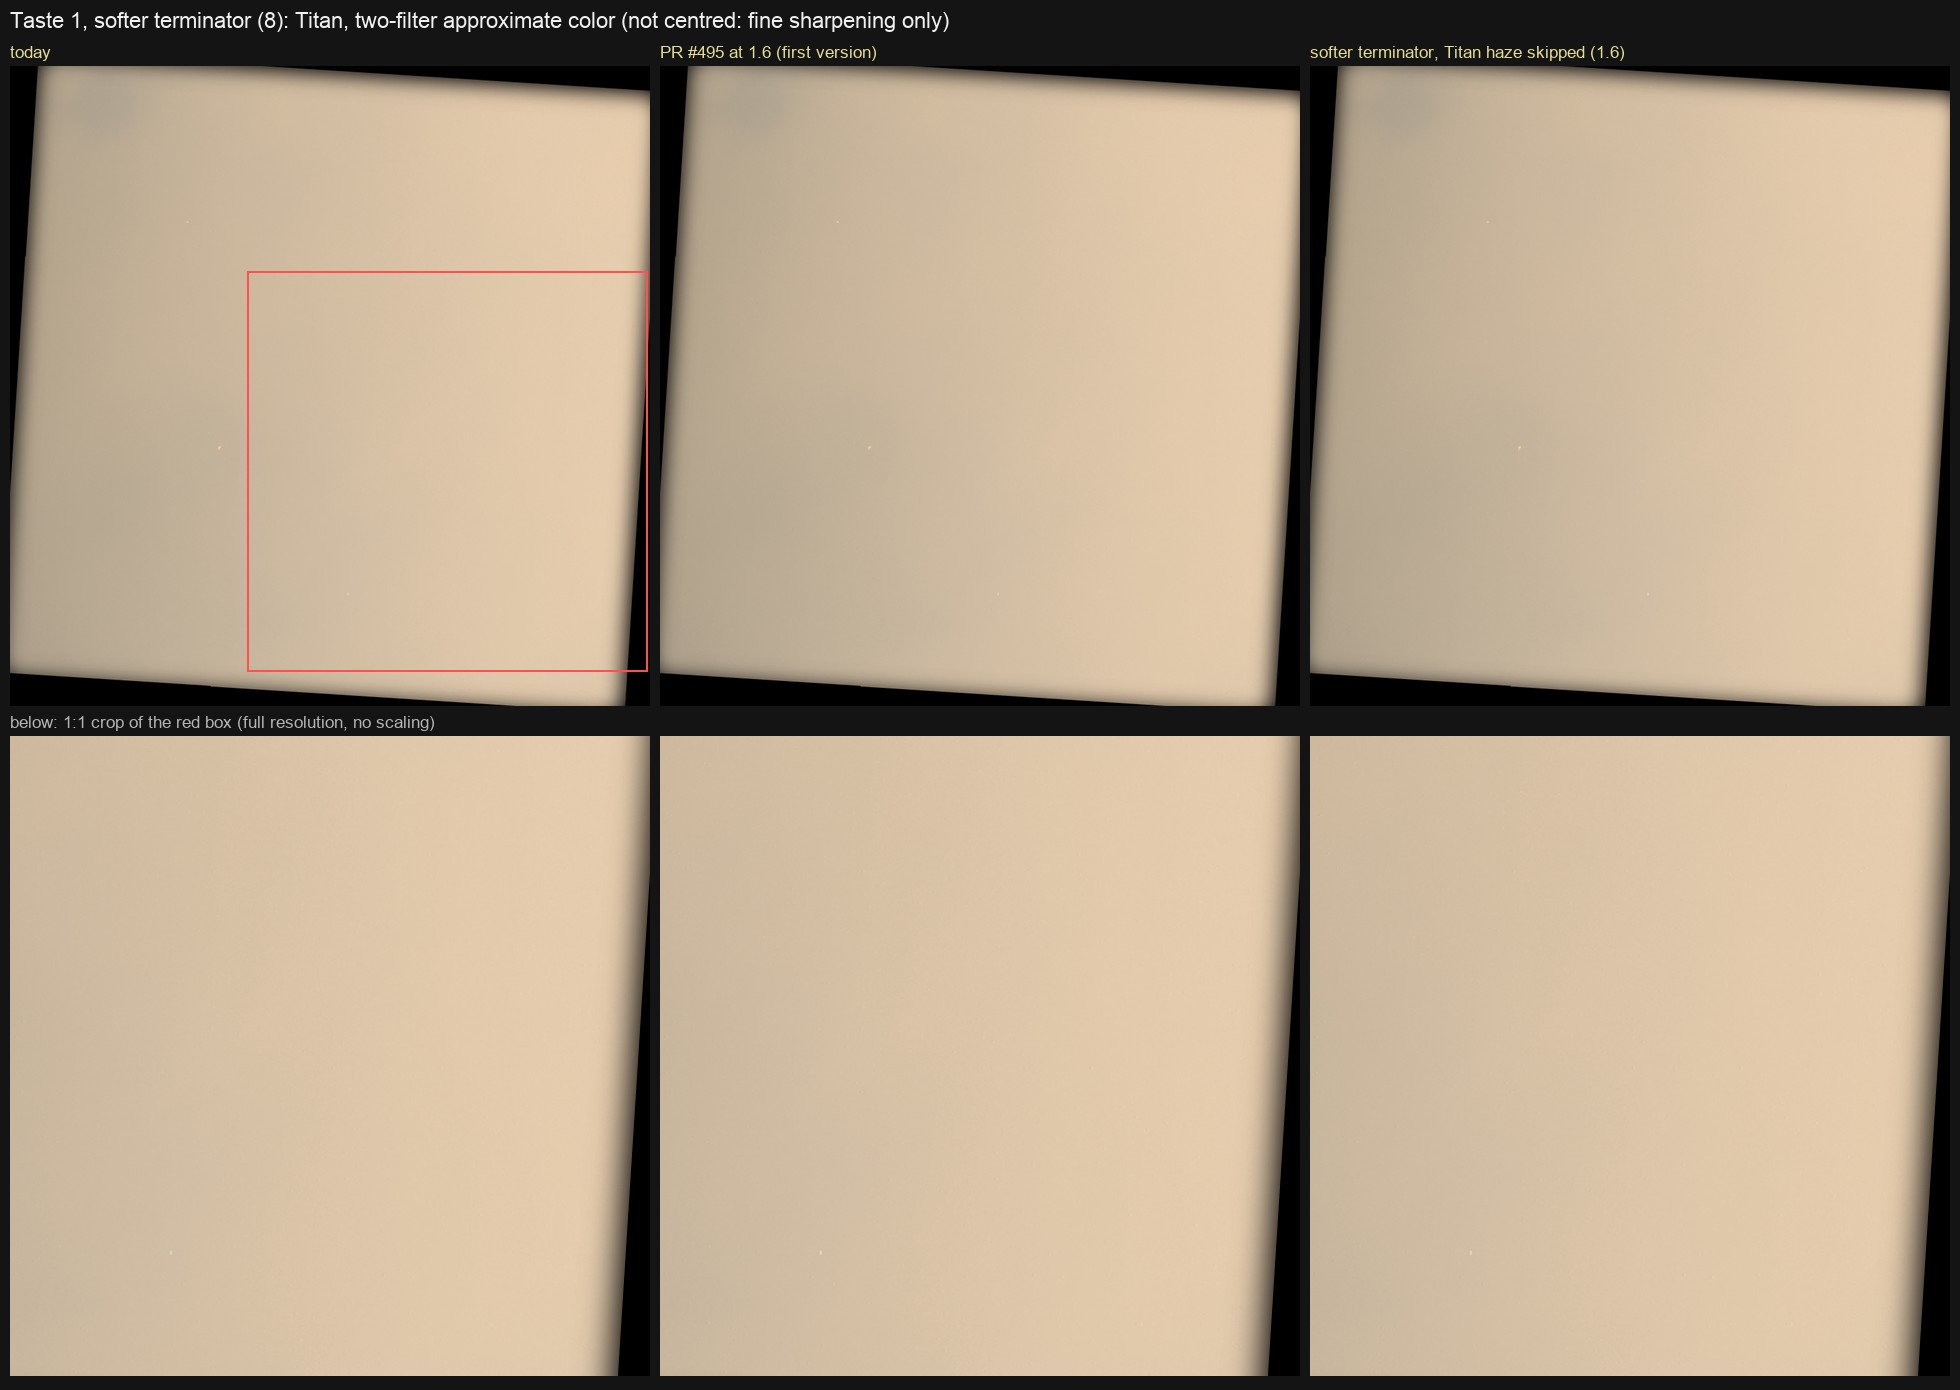 Taste 1, softer terminator (8): Titan, two-filter approximate color (not centred: fine sharpening only)
today
PR #495 at 1.6 (first version)
softer terminator, Titan haze skipped (1.6)
below: 1:1 crop of the red box (full resolution, no scaling)